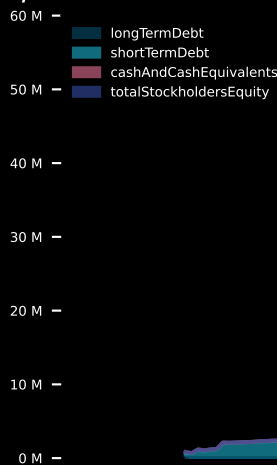 60 M
longTermDebt
shortTermDebt
cashAndCashEquivalents
totalStockholdersEquity
50 M
40 M
30 M
20 M
10 M
0 M